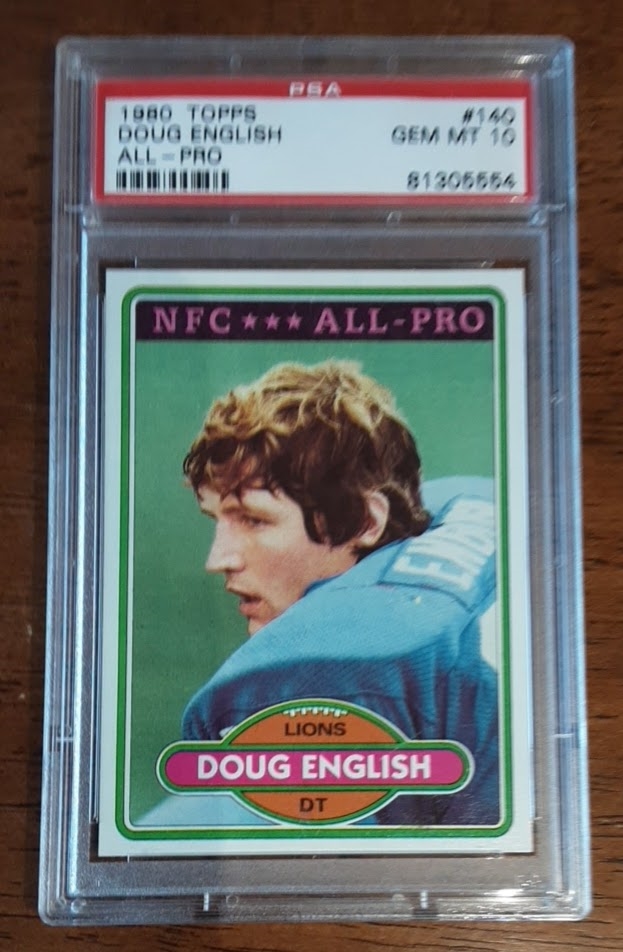 PSA
1980 TOPPS #140
DOUG ENGLISH GEM MT 10
ALL - PRO
81305554
NFC ★★★ ALL-PRO
LIONS
DOUG ENGLISH
DT